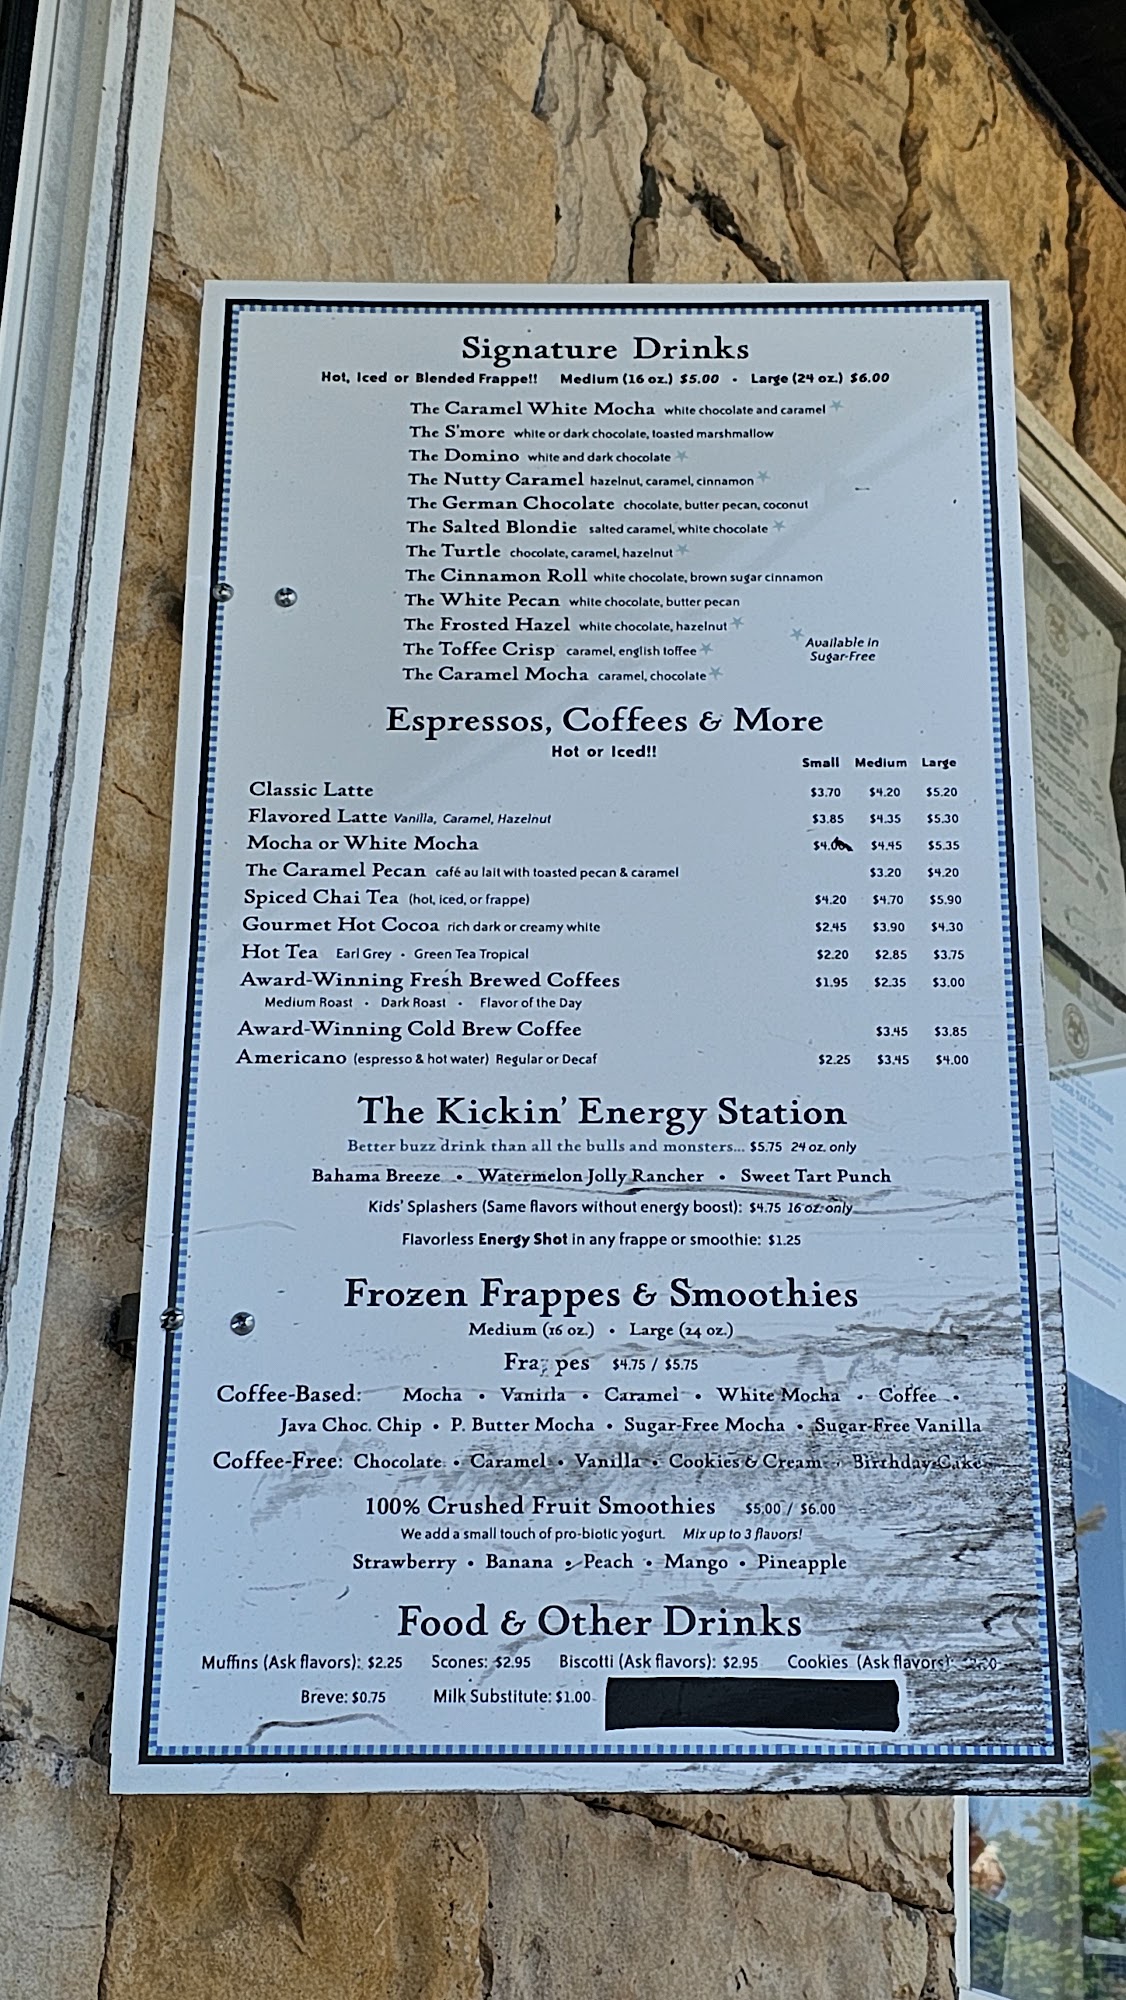 Signature Drinks
Hot, Iced or Blended Frappe!! Medium (16 oz.) $5.00 • Large (24 oz.) $6.00
The Caramel White Mocha white chocolate and caramel
The S'more white or dark chocolate, toasted marshmallow
The Domino white and dark chocolate
The Nutty Caramel hazelnut, caramel, cinnamon
The German Chocolate chocolate, butter pecan, coconut
The Salted Blondie salted caramel, white chocolate
The Turtle chocolate, caramel, hazelnut
The Cinnamon Roll white chocolate, brown sugar cinnamon
The White Pecan white chocolate, butter pecan
The Frosted Hazel white chocolate, hazelnut
The Toffee Crisp caramel, english toffee
The Caramel Mocha caramel, chocolate
Available in
Sugar-Free
Espressos, Coffees & More
Hot or Iced!!
Small Medium Large
Classic Latte $3.70 $4.20 $5.20
Flavored Latte Vanilla, Caramel, Hazelnut $3.85 $4.35 $5.30
Mocha or White Mocha $4.00 $4.45 $5.35
The Caramel Pecan café au lait with toasted pecan & caramel $3.20 $4.20
Spiced Chai Tea (hot, iced, or frappe) $4.20 $4.70 $5.90
Gourmet Hot Cocoa rich dark or creamy white $2.45 $3.90 $4.30
Hot Tea Earl Grey • Green Tea Tropical $2.20 $2.85 $3.75
Award-Winning Fresh Brewed Coffees $1.95 $2.35 $3.00
Medium Roast • Dark Roast • Flavor of the Day
Award-Winning Cold Brew Coffee $3.45 $3.85
Americano (espresso & hot water) Regular or Decaf $2.25 $3.45 $4.00
The Kickin' Energy Station
Better buzz drink than all the bulls and monsters... $5.75 24 oz. only
Bahama Breeze • Watermelon Jolly Rancher • Sweet Tart Punch
Kids' Splashers (Same flavors without energy boost): $4.75 16 oz. only
Flavorless Energy Shot in any frappe or smoothie: $1.25
Frozen Frappes & Smoothies
Medium (16 oz.) • Large (24 oz.)
Frappes $4.75 / $5.75
Coffee-Based: Mocha • Vanilla • Caramel • White Mocha • Coffee •
Java Choc. Chip • P. Butter Mocha • Sugar-Free Mocha • Sugar-Free Vanilla
Coffee-Free: Chocolate • Caramel • Vanilla • Cookies & Cream • Birthday Cake
100% Crushed Fruit Smoothies $5.00 / $6.00
We add a small touch of pro-biotic yogurt. Mix up to 3 flavors!
Strawberry • Banana • Peach • Mango • Pineapple
Food & Other Drinks
Muffins (Ask flavors): $2.25 Scones: $2.95 Biscotti (Ask flavors): $2.95 Cookies (Ask flavors):
Breve: $0.75 Milk Substitute: $1.00